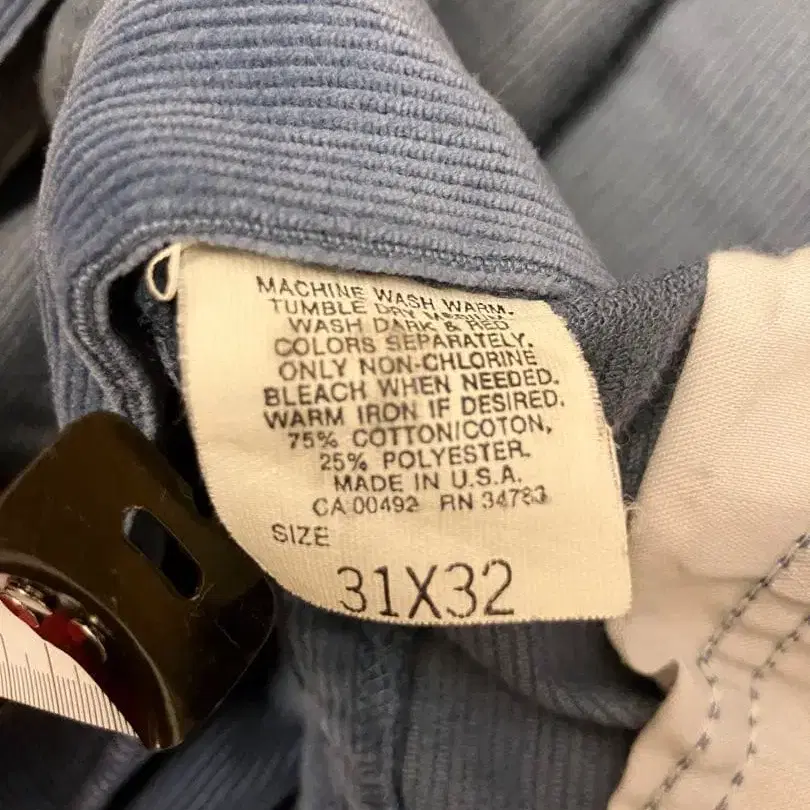 MACHINE WASH WARM.
TUMBLE DRY MEDIUM.
WASH DARK & RED
COLORS SEPARATELY.
ONLY NON-CHLORINE
BLEACH WHEN NEEDED.
WARM IRON IF DESIRED.
75% COTTON/COTON,
25% POLYESTER.
MADE IN U.S.A.
CA 00492 RN 34783
SIZE
31X32